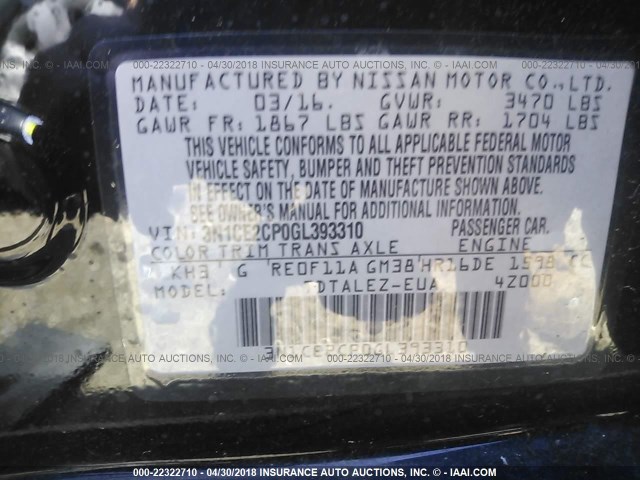 000-22322710 - 04/30/2018 INSURANCE AUTO AUCTIONS - © - IAAI.COM
MANUFACTURED BY NISSAN MOTOR CO., LTD.
DATE: 03/16. GVWR: 3470 LBS
GAWR FR: 1867 LBS GAWR RR: 1704 LBS
THIS VEHICLE CONFORMS TO ALL APPLICABLE FEDERAL MOTOR
VEHICLE SAFETY, BUMPER AND THEFT PREVENTION STANDARDS
IN EFFECT ON THE DATE OF MANUFACTURE SHOWN ABOVE.
SEE OWNER'S MANUAL FOR ADDITIONAL INFORMATION.
VIN: 3N1CE2CP0GL393310 PASSENGER CAR.
COLOR TRIM TRANS AXLE ENGINE
KH3 G RE0F11A GM38 HR16DE 1598 CC
MODEL: TDTALEZ-EUA 4Z000
3N1CE2CP0GL393310
000-22322710 - 04/30/2018 INSURANCE AUTO AUCTIONS - © - IAAI.COM